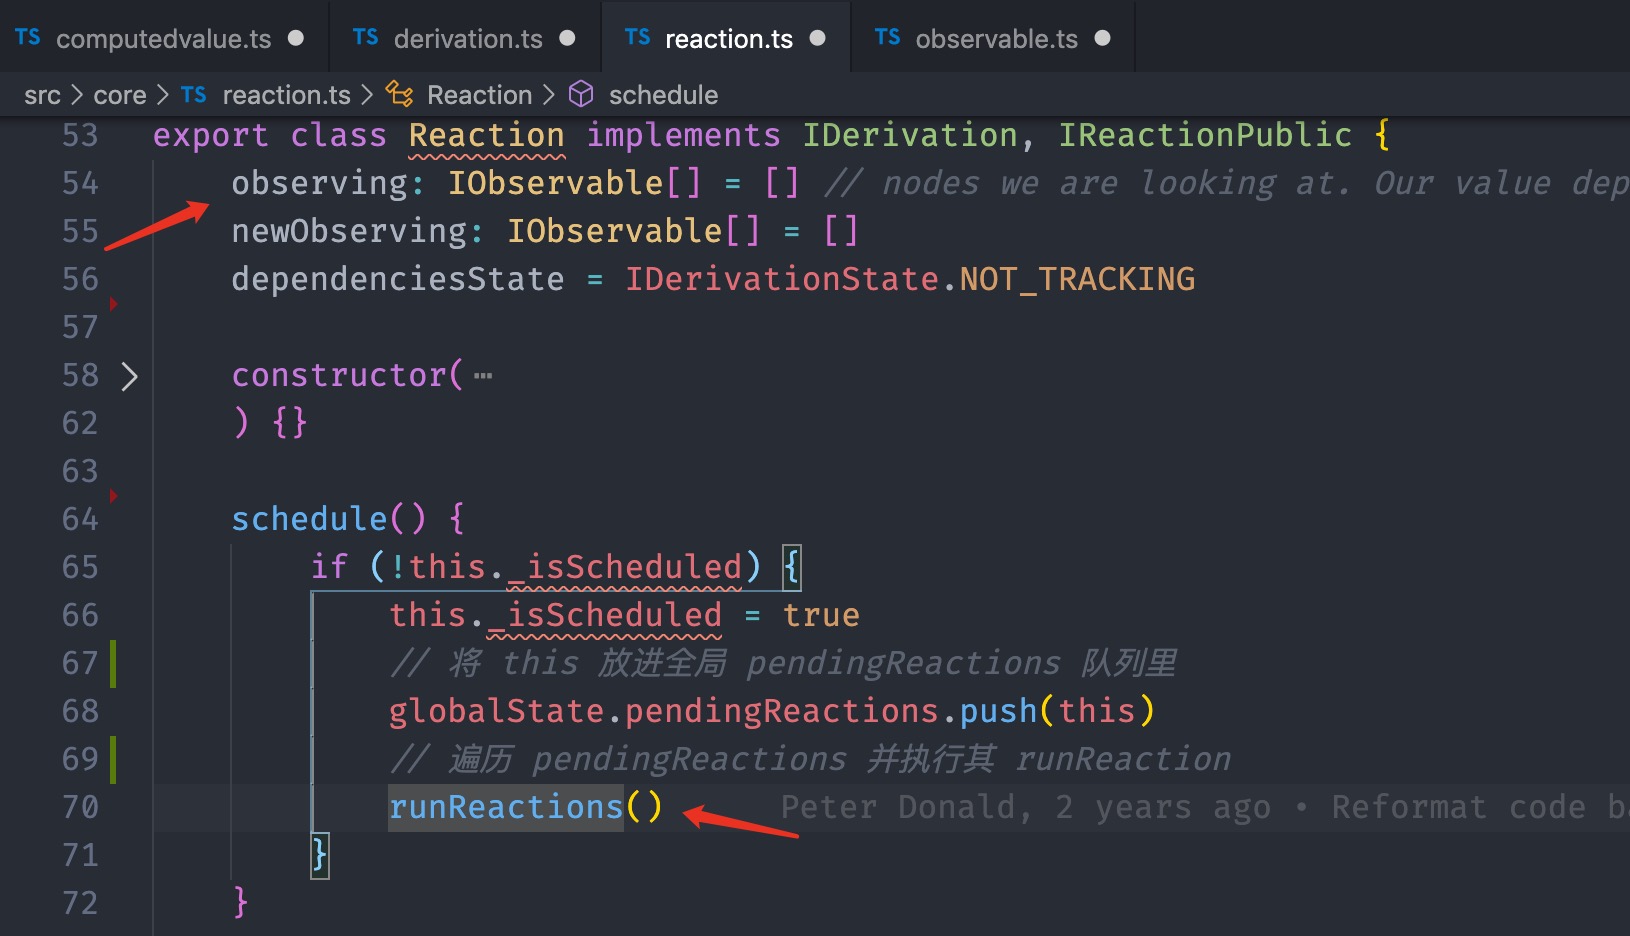 TS computedvalue.ts TS derivation.ts TS reaction.ts TS observable.ts
src > core > TS reaction.ts > Reaction > schedule
53 export class Reaction implements IDerivation, IReactionPublic {
54 observing: IObservable[] = [] // nodes we are looking at. Our value dep
55 newObserving: IObservable[] = []
56 dependenciesState = IDerivationState.NOT_TRACKING
57
58 constructor( ⋯
62 ) {}
63
64 schedule() {
65 if (!this._isScheduled) {
66 this._isScheduled = true
67 // 将 this 放进全局 pendingReactions 队列里
68 globalState.pendingReactions.push(this)
69 // 遍历 pendingReactions 并执行其 runReaction
70 runReactions() Peter Donald, 2 years ago • Reformat code b
71 }
72 }